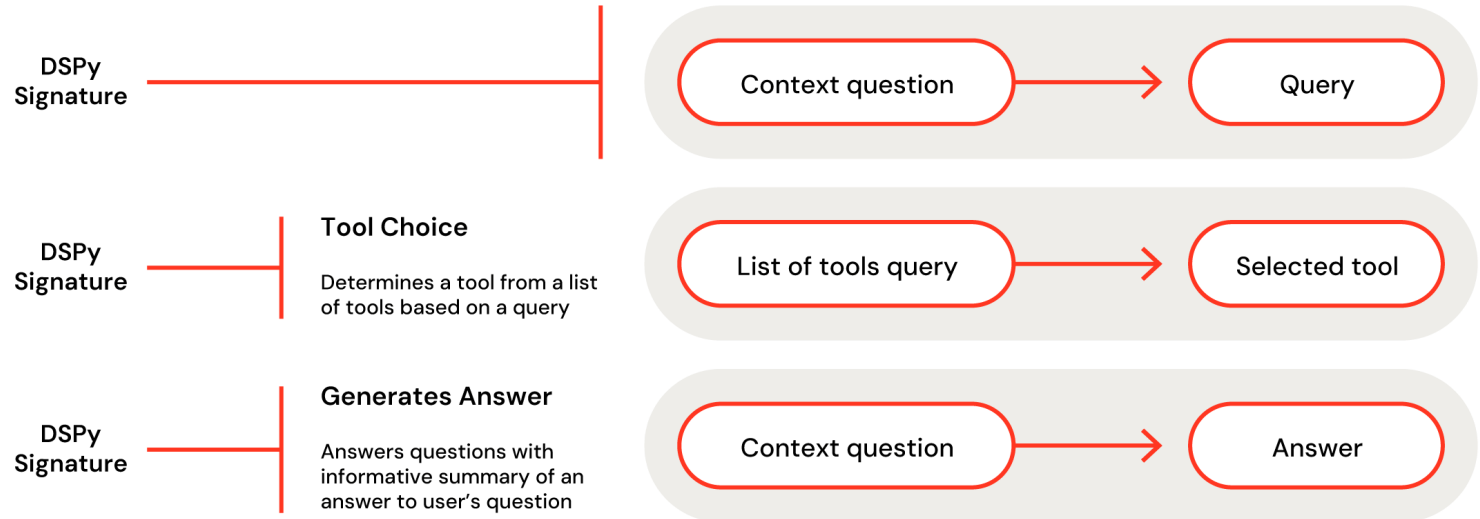 DSPy
Signature
Context question
Query
DSPy
Signature
Tool Choice
Determines a tool from a list
of tools based on a query
List of tools query
Selected tool
DSPy
Signature
Generates Answer
Answers questions with
informative summary of an
answer to user’s question
Context question
Answer